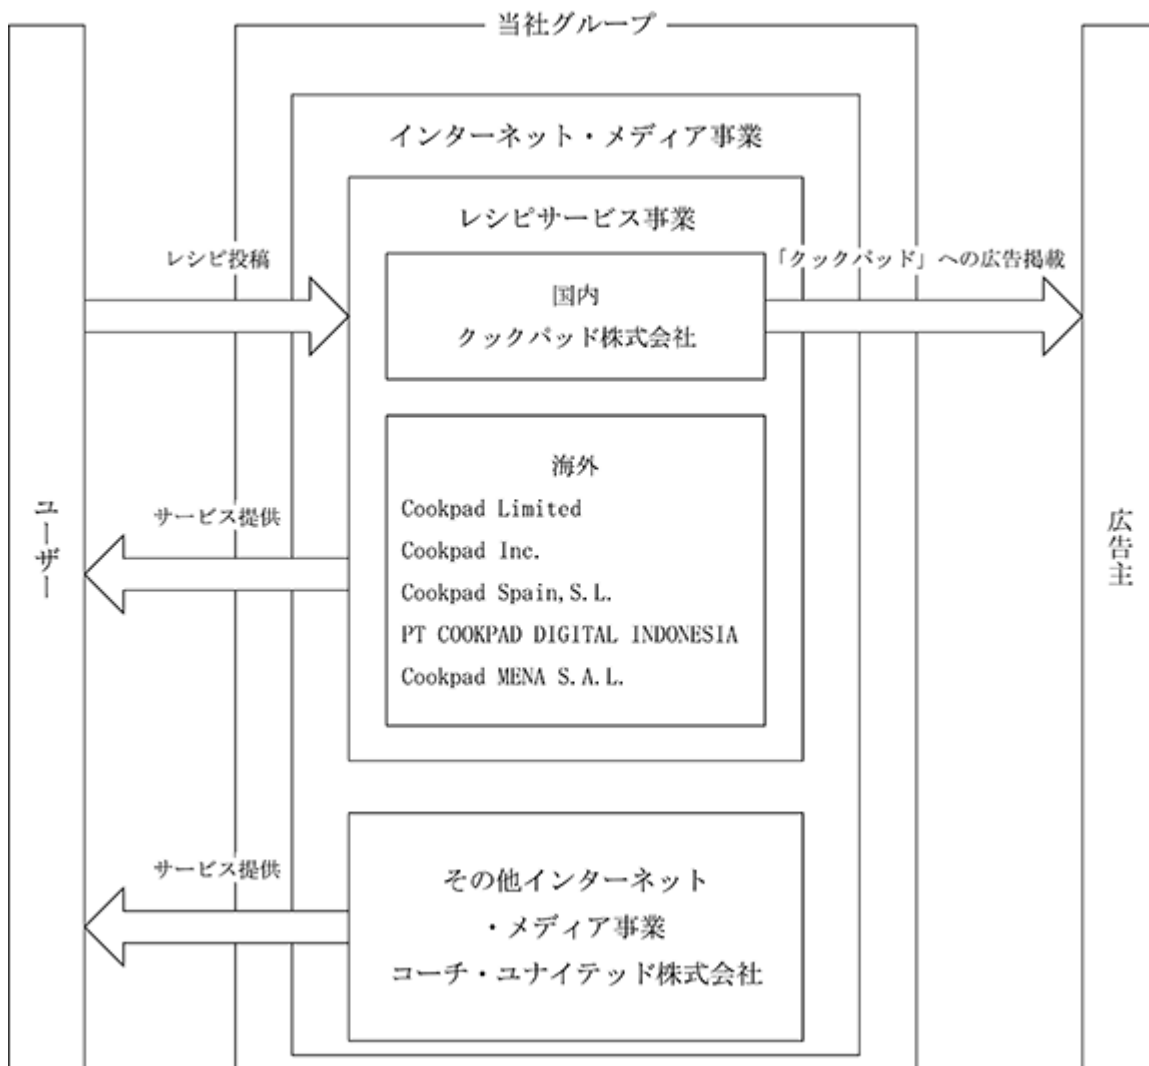 当社グループ
インターネット・メディア事業
レシピサービス事業
レシピ投稿
「クックパッド」への広告掲載
国内
クックパッド株式会社
海外
Cookpad Limited
Cookpad Inc.
Cookpad Spain,S.L.
PT COOKPAD DIGITAL INDONESIA
Cookpad MENA S.A.L.
ユーザー
サービス提供
広告主
サービス提供
その他インターネット
・メディア事業
コーチ・ユナイテッド株式会社